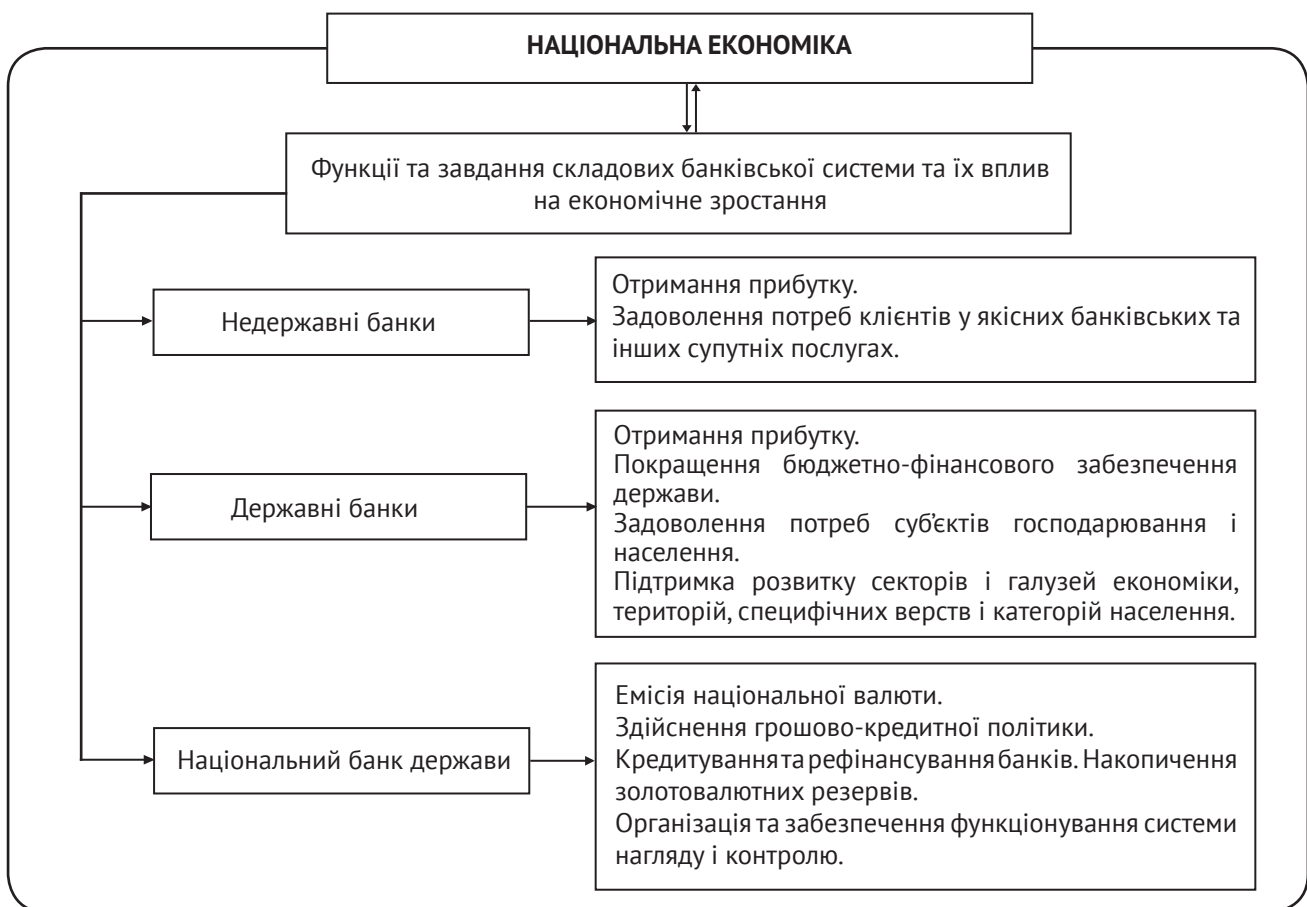 НАЦІОНАЛЬНА ЕКОНОМІКА
Функції та завдання складових банківської системи та їх вплив
на економічне зростання
Недержавні банки
Отримання прибутку.
Задоволення потреб клієнтів у якісних банківських та
інших супутніх послугах.
Державні банки
Отримання прибутку.
Покращення бюджетно-фінансового забезпечення
держави.
Задоволення потреб суб’єктів господарювання і
населення.
Підтримка розвитку секторів і галузей економіки,
територій, специфічних верств і категорій населення.
Національний банк держави
Емісія національної валюти.
Здійснення грошово-кредитної політики.
Кредитування та рефінансування банків. Накопичення
золотовалютних резервів.
Організація та забезпечення функціонування системи
нагляду і контролю.